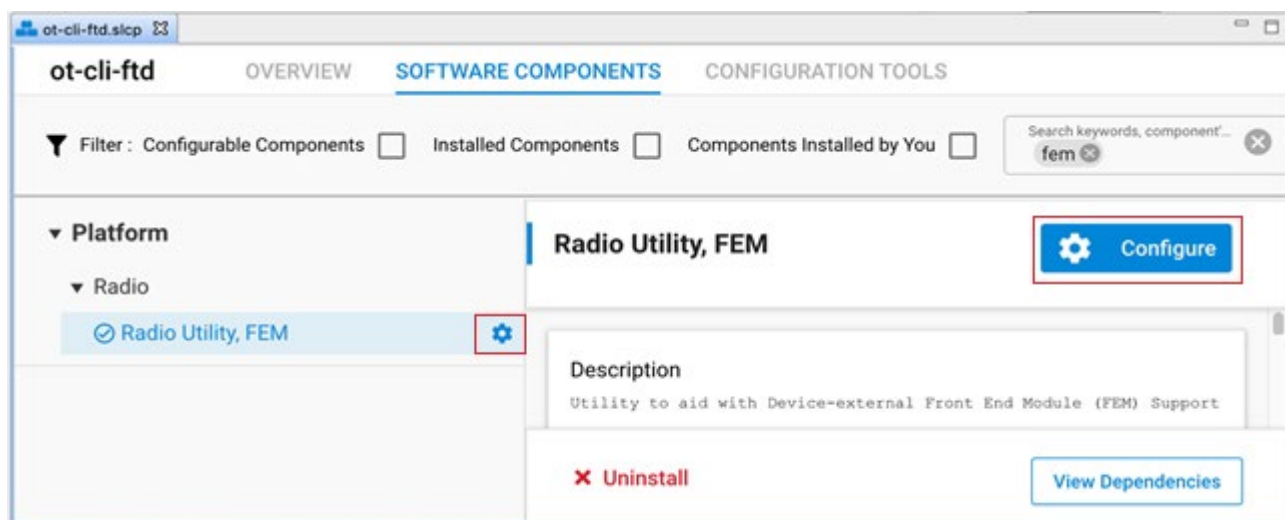 ot-cli-ftd.slcp
ot-cli-ftd OVERVIEW SOFTWARE COMPONENTS CONFIGURATION TOOLS
Filter : Configurable Components Installed Components Components Installed by You
Search keywords, component'...
fem
Platform
Radio
Radio Utility, FEM
Radio Utility, FEM
Configure
Description
Utility to aid with Device-external Front End Module (FEM) Support
Uninstall
View Dependencies